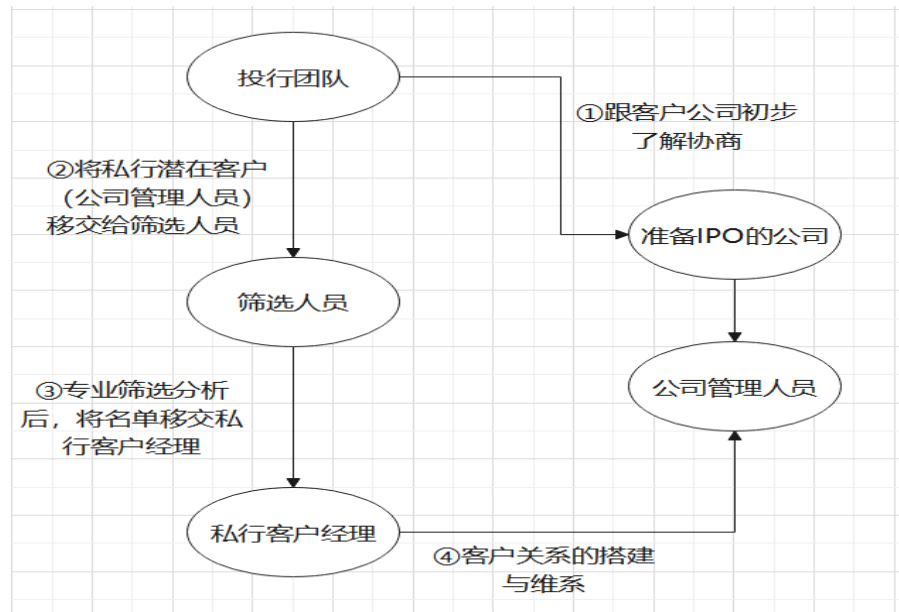 投行团队
①跟客户公司初步
了解协商
②将私行潜在客户
（公司管理人员）
移交给筛选人员
准备IPO的公司
筛选人员
公司管理人员
③专业筛选分析
后，将名单移交私
行客户经理
私行客户经理
④客户关系的搭建
与维系